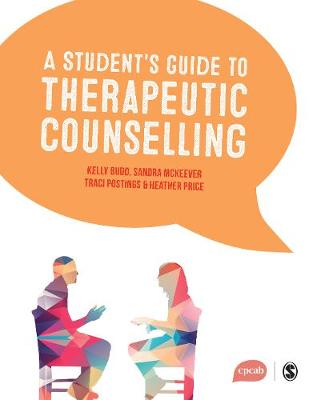 A STUDENT'S GUIDE TO
THERAPEUTIC
COUNSELLING
KELLY BUDD, SANDRA MCKEEVER
TRACI POSTINGS & HEATHER PRICE
cpcab
S